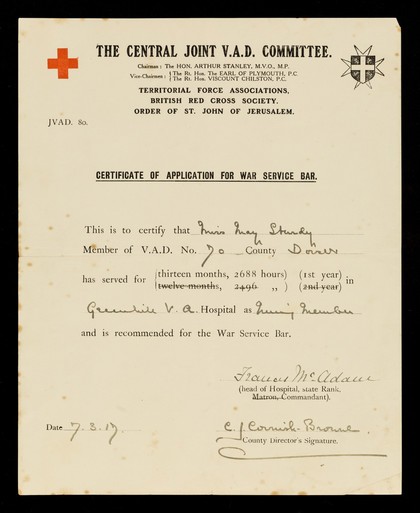 THE CENTRAL JOINT V.A.D. COMMITTEE.
Chairman : The HON. ARTHUR STANLEY, M.V.O., M.P.
Vice-Chairmen : { The Rt. Hon. The EARL OF PLYMOUTH, P.C.
{ The Rt. Hon. VISCOUNT CHILSTON, P.C.
TERRITORIAL FORCE ASSOCIATIONS.
BRITISH RED CROSS SOCIETY.
ORDER OF ST. JOHN OF JERUSALEM.
JVAD. 80.
CERTIFICATE OF APPLICATION FOR WAR SERVICE BAR.
This is to certify that Miss May Sturdy
Member of V.A.D. No. 70 County Dorset
has served for (thirteen months, 2688 hours) (1st year) in
(twelve months, 2496 „ ) (2nd year)
Greenhill V. A. Hospital as Nursing Member
and is recommended for the War Service Bar.
Frances McAdam
(head of Hospital, state Rank.
Matron, Commandant).
Date 7.3.17
C. J. Cornish-Browne.
County Director's Signature.